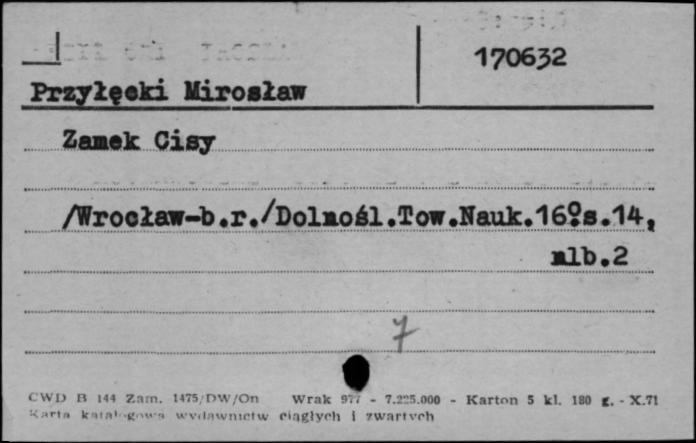 170632
Przyłęcki Mirosław
Zamek Cisy
/Wrocław-b.r./Dolnośl.Tow.Nauk.16º.s.14,
nlb.2
7
CWD B 144 Zam. 1475/DW/On Wrak 977 - 7.225.000 - Karton 5 kl. 180 g. - X.71
Karta katalogowa wydawnictw ciągłych i zwartych